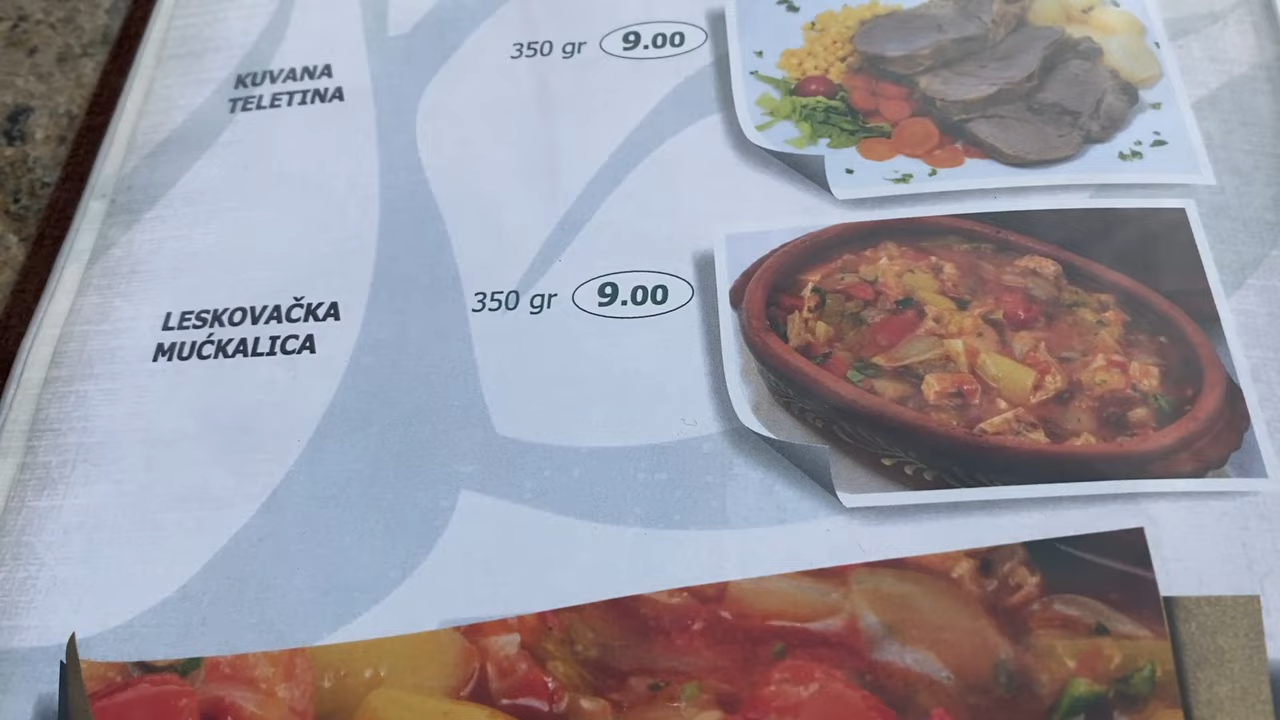 KUVANA
TELETINA
350 gr 9.00
LESKOVAČKA
MUĆKALICA
350 gr 9.00